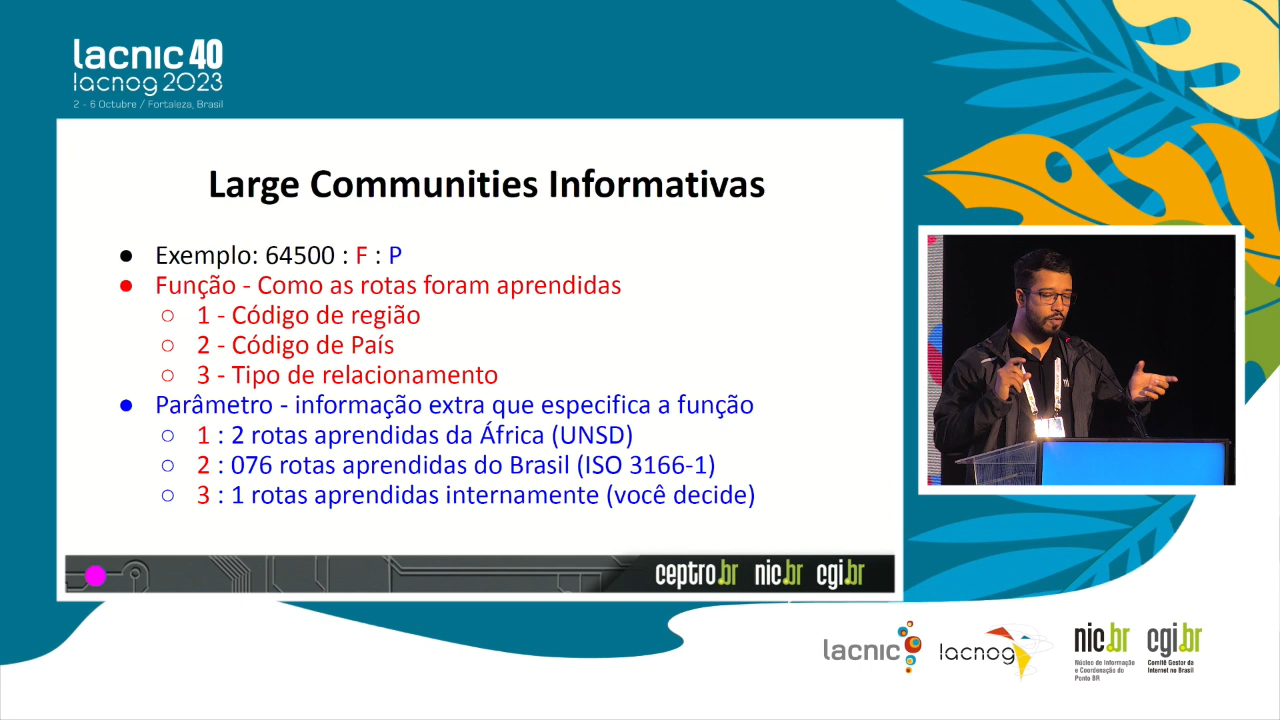 lacnic 40
lacnog 2023
2 - 6 Octubre / Fortaleza, Brasil
Large Communities Informativas
● Exemplo: 64500 : F : P
● Função - Como as rotas foram aprendidas
○ 1 - Código de região
○ 2 - Código de País
○ 3 - Tipo de relacionamento
● Parâmetro - informação extra que especifica a função
○ 1 : 2 rotas aprendidas da África (UNSD)
○ 2 : 076 rotas aprendidas do Brasil (ISO 3166-1)
○ 3 : 1 rotas aprendidas internamente (você decide)
ceptro.br nic.br cgi.br
lacnic lacnog nic.br cgi.br
Núcleo de Informação
e Coordenação do
Ponto BR
Comitê Gestor da
Internet no Brasil